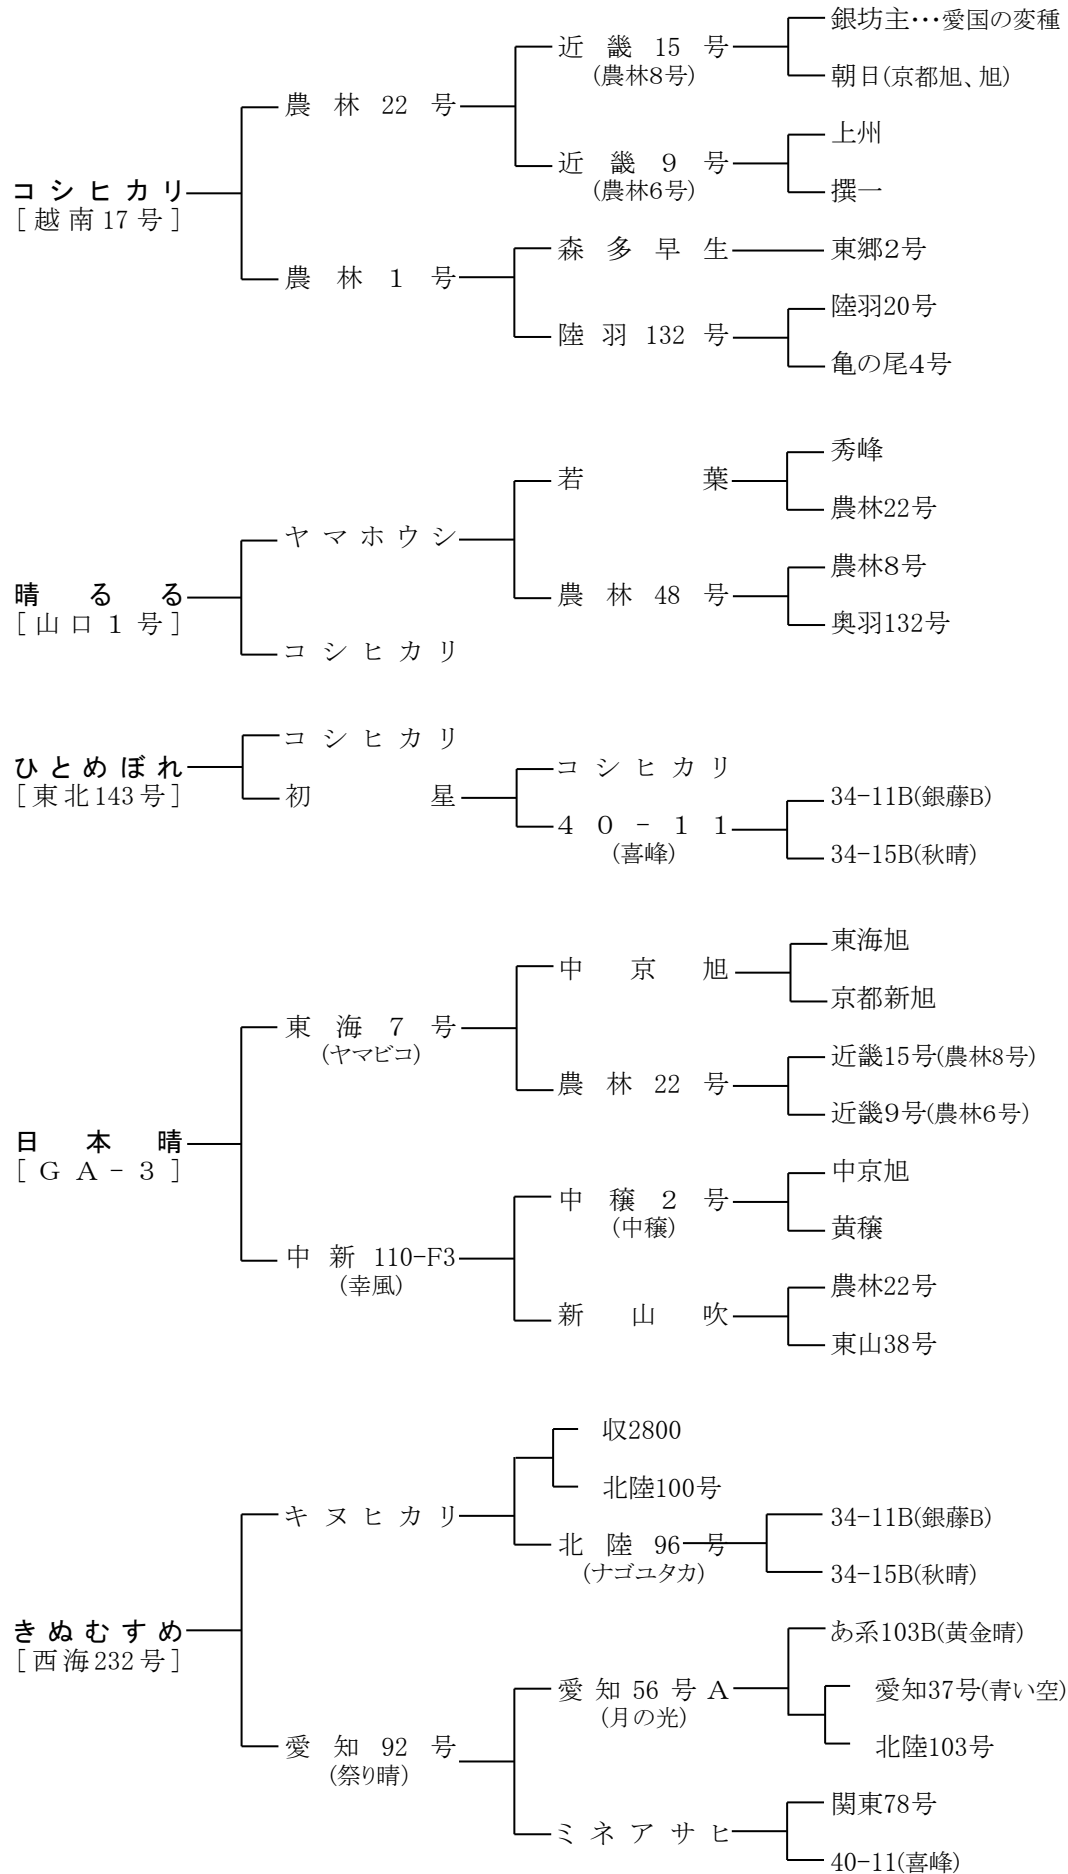 銀坊主…愛国の変種
近畿15号
(農林8号)
朝日(京都旭、旭)
農林22号
上州
近畿9号
(農林6号)
撰一
コシヒカリ
[越南17号]
森多早生
東郷2号
農林1号
陸羽20号
陸羽132号
亀の尾4号
秀峰
若葉
農林22号
ヤマホウシ
農林8号
晴るる
[山口1号]
農林48号
奥羽132号
コシヒカリ
コシヒカリ
ひとめぼれ
[東北143号]
コシヒカリ
初星
34-11B(銀藤B)
40-11
(喜峰)
34-15B(秋晴)
東海旭
中京旭
京都新旭
東海7号
(ヤマビコ)
近畿15号(農林8号)
農林22号
近畿9号(農林6号)
日本晴
[GA-3]
中京旭
中穣2号
(中穣)
黄穣
中新110-F3
(幸風)
農林22号
新山吹
東山38号
収2800
北陸100号
キヌヒカリ
34-11B(銀藤B)
北陸96号
(ナゴユタカ)
34-15B(秋晴)
きぬむすめ
[西海232号]
あ系103B(黄金晴)
愛知56号A
(月の光)
愛知37号(青い空)
北陸103号
愛知92号
(祭り晴)
関東78号
ミネアサヒ
40-11(喜峰)